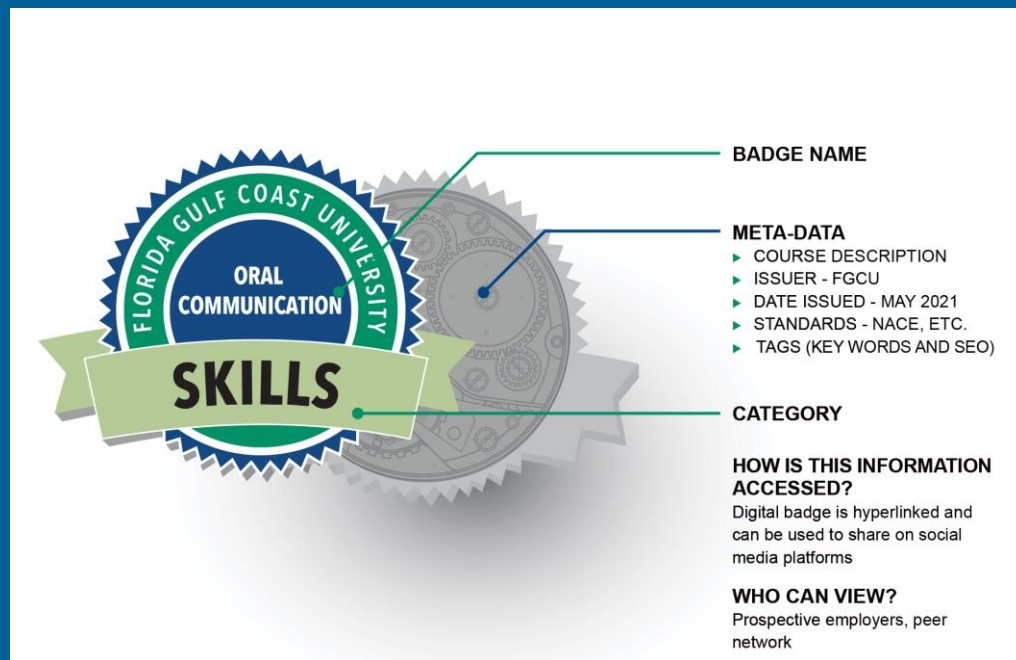 FLORIDA GULF COAST UNIVERSITY
ORAL
COMMUNICATION
SKILLS
BADGE NAME
META-DATA
COURSE DESCRIPTION
ISSUER - FGCU
DATE ISSUED - MAY 2021
STANDARDS - NACE, ETC.
TAGS (KEY WORDS AND SEO)
CATEGORY
HOW IS THIS INFORMATION
ACCESSED?
Digital badge is hyperlinked and
can be used to share on social
media platforms
WHO CAN VIEW?
Prospective employers, peer
network